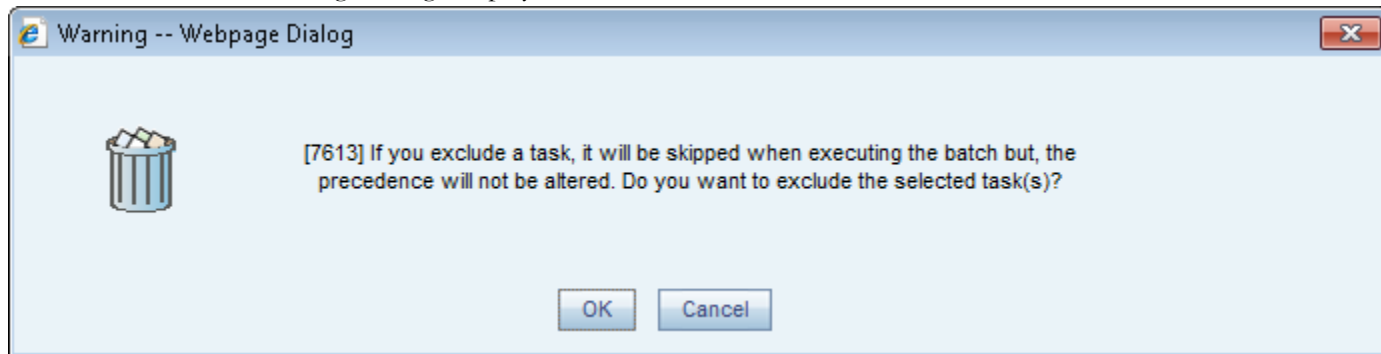 Warning -- Webpage Dialog
[7613] If you exclude a task, it will be skipped when executing the batch but, the
precedence will not be altered. Do you want to exclude the selected task(s)?
OK Cancel